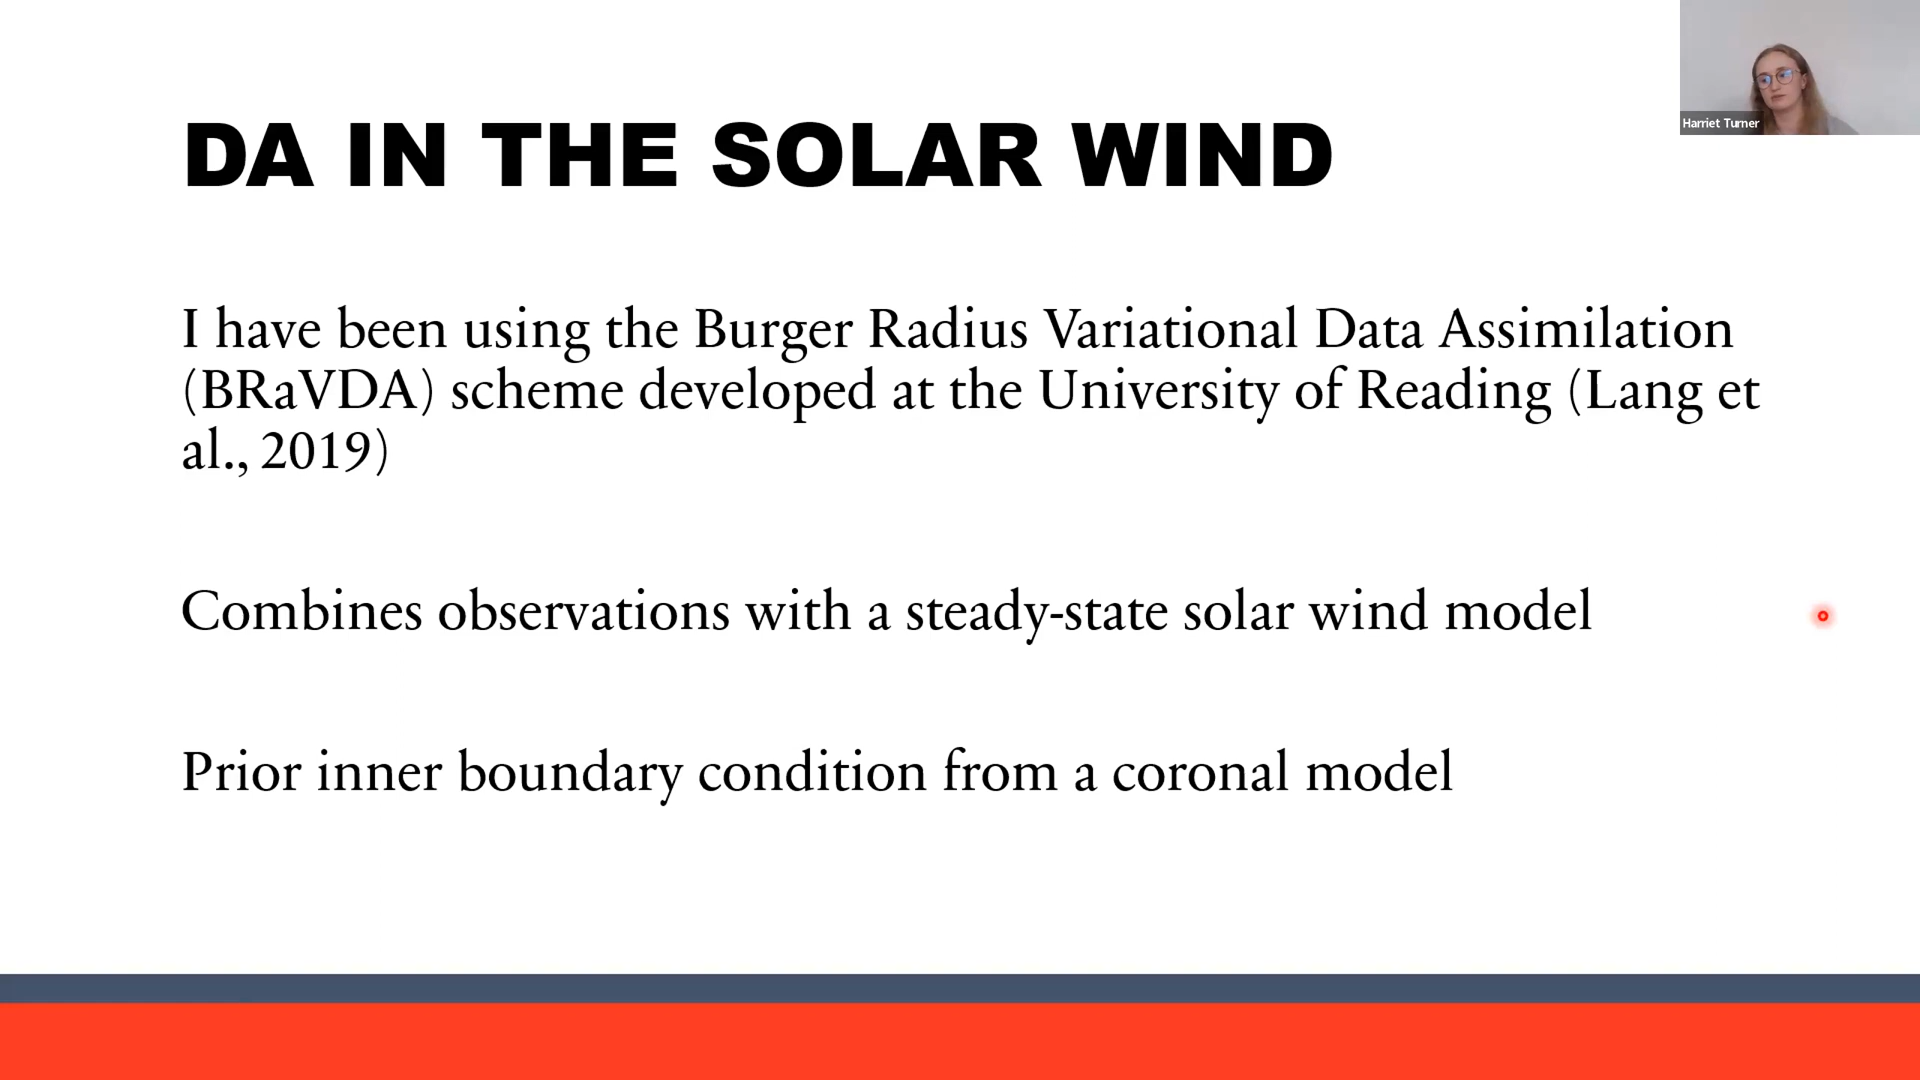 DA IN THE SOLAR WIND
Harriet Turner
I have been using the Burger Radius Variational Data Assimilation
(BRaVDA) scheme developed at the University of Reading (Lang et
al., 2019)
Combines observations with a steady-state solar wind model
Prior inner boundary condition from a coronal model